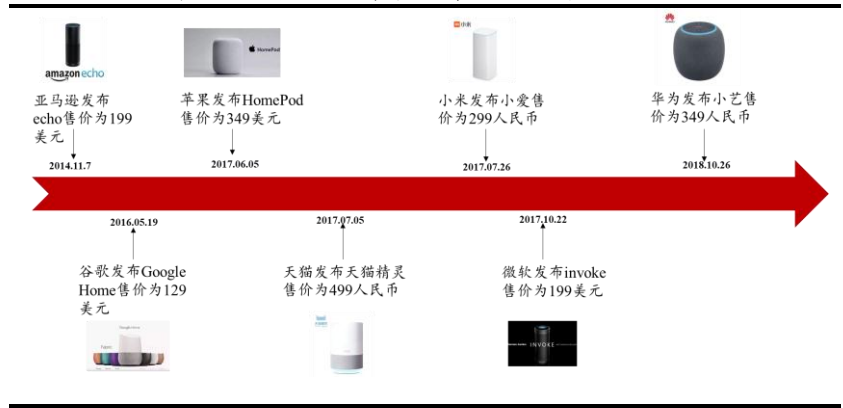 amazon echo
亚马逊发布
echo售价为199
美元
2014.11.7
HomePod
苹果发布HomePod
售价为349美元
2017.06.05
小米
小米发布小爱售
价为299人民币
2017.07.26
HUAWEI
华为发布小艺售
价为349人民币
2018.10.26
2016.05.19
谷歌发布Google
Home售价为129
美元
2017.07.05
天猫发布天猫精灵
售价为499人民币
2017.10.22
微软发布invoke
售价为199美元
INVOKE